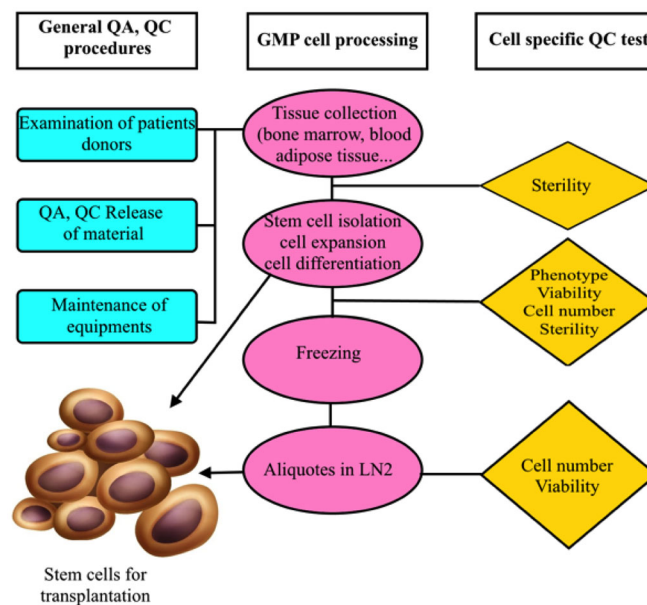 General QA, QC
procedures
GMP cell processing
Cell specific QC test
Examination of patients
donors
QA, QC Release
of material
Maintenance of
equipments
Tissue collection
(bone marrow, blood
adipose tissue...
Stem cell isolation
cell expansion
cell differentiation
Freezing
Aliquotes in LN2
Sterility
Phenotype
Viability
Cell number
Sterility
Cell number
Viability
Stem cells for
transplantation